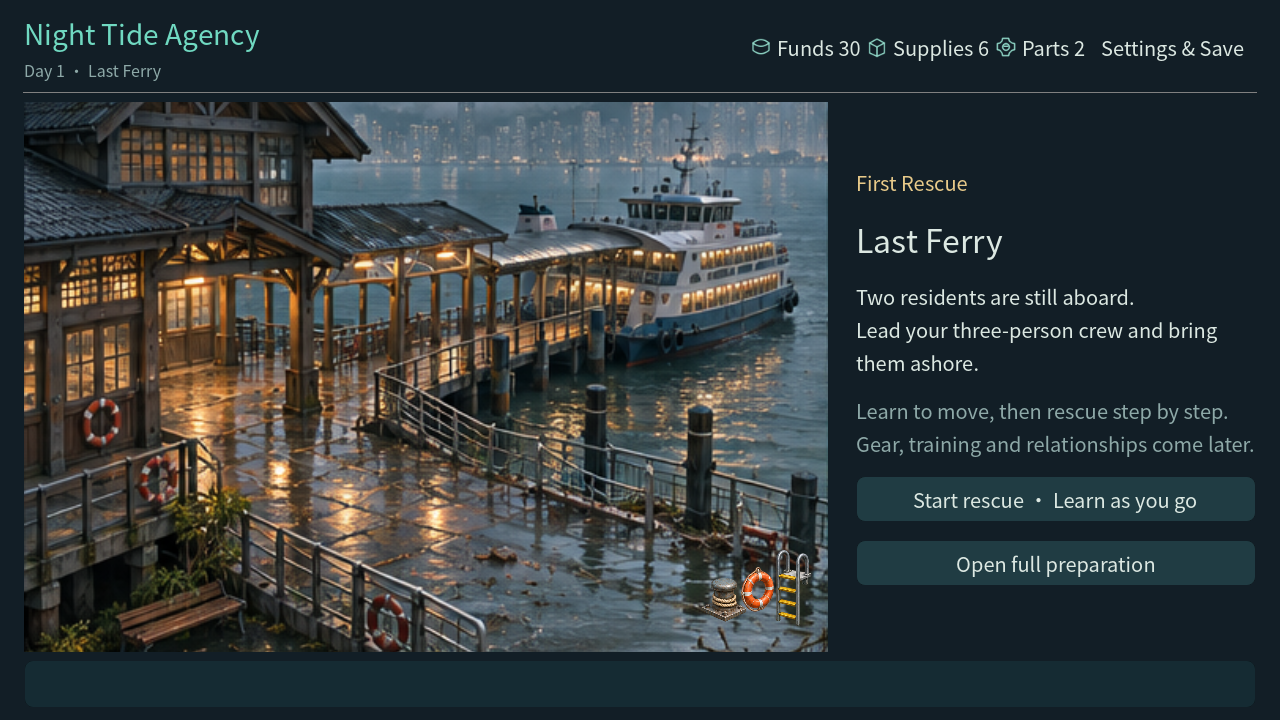 Night Tide Agency
Day 1 • Last Ferry
Funds 30 Supplies 6 Parts 2 Settings & Save
First Rescue
Last Ferry
Two residents are still aboard.
Lead your three-person crew and bring
them ashore.
Learn to move, then rescue step by step.
Gear, training and relationships come later.
Start rescue • Learn as you go
Open full preparation